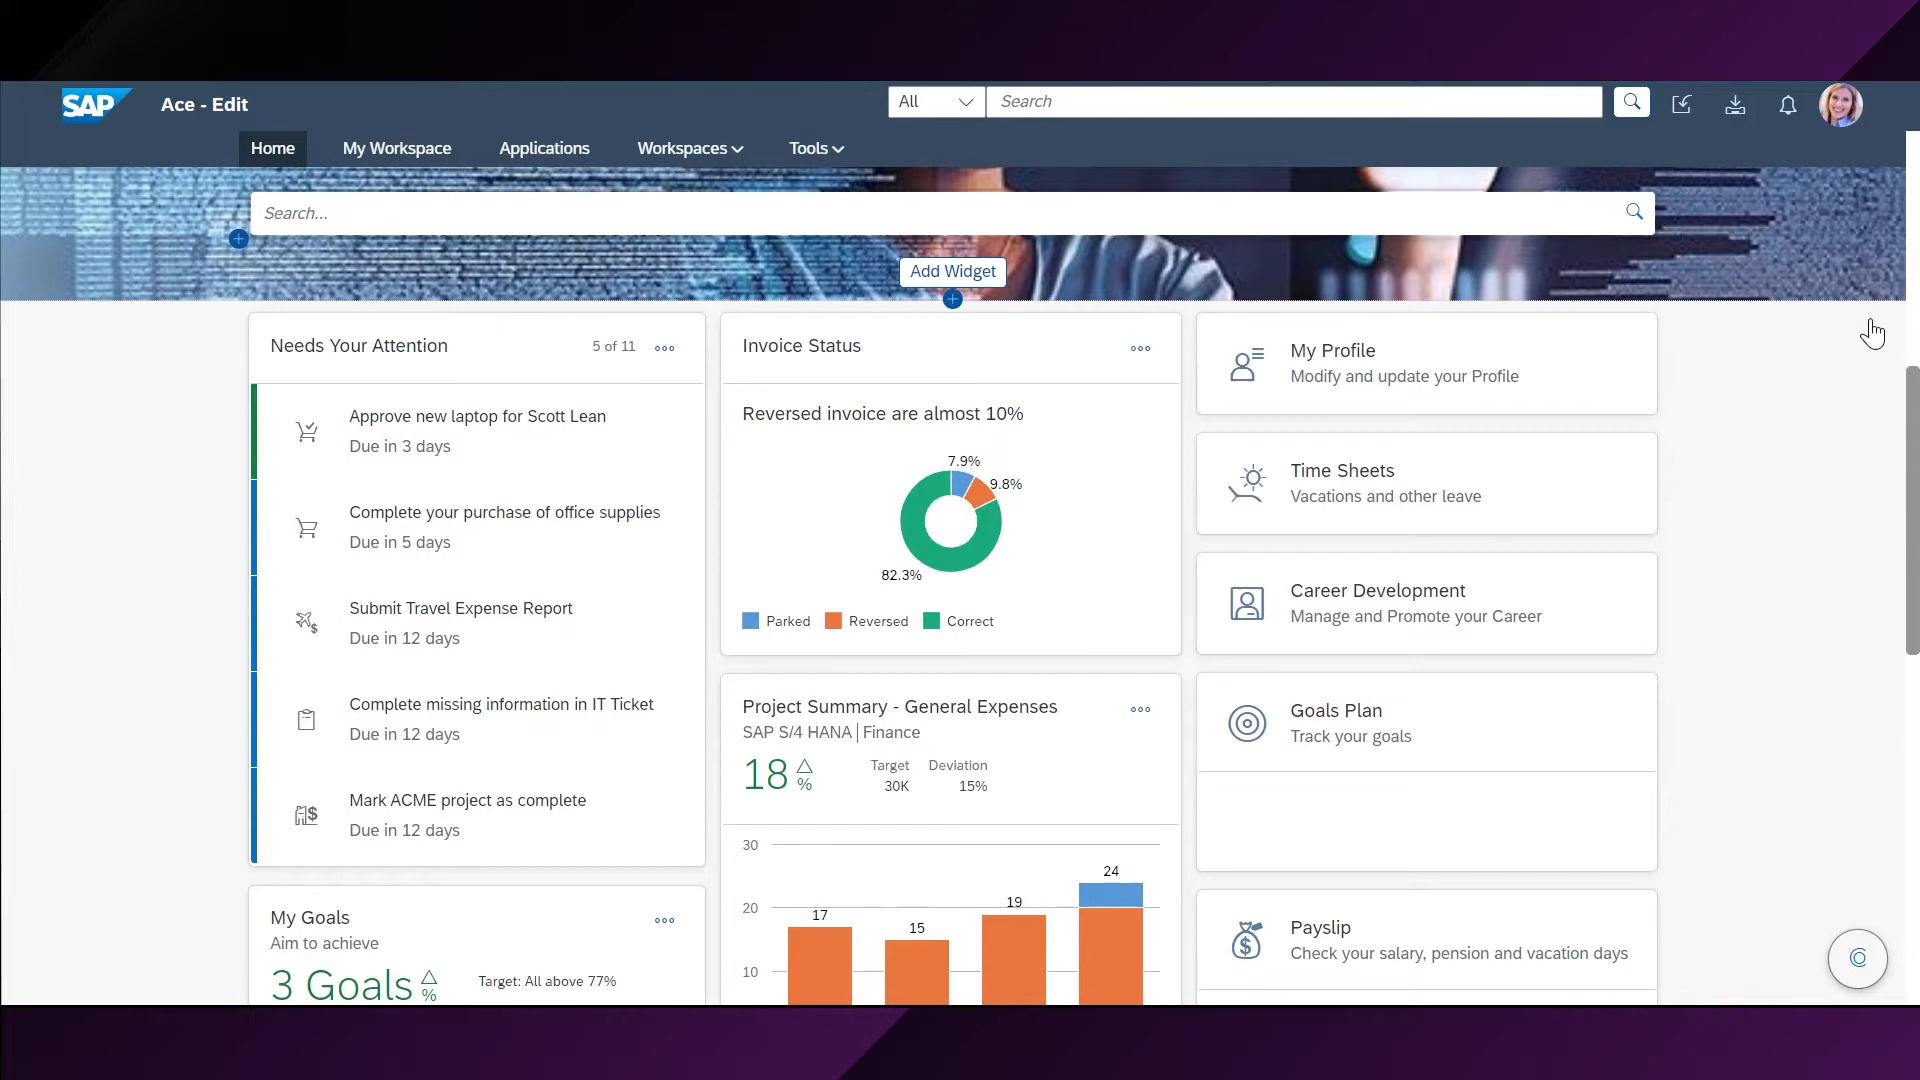 SAP
Ace - Edit
All
Search
Home
My Workspace
Applications
Workspaces
Tools
Search...
Add Widget
Needs Your Attention
5 of 11
Approve new laptop for Scott Lean
Due in 3 days
Complete your purchase of office supplies
Due in 5 days
Submit Travel Expense Report
Due in 12 days
Complete missing information in IT Ticket
Due in 12 days
Mark ACME project as complete
Due in 12 days
My Goals
Aim to achieve
3 Goals %
Target: All above 77%
Invoice Status
Reversed invoice are almost 10%
7.9%
9.8%
82.3%
Parked Reversed Correct
Project Summary - General Expenses
SAP S/4 HANA | Finance
18 %
Target Deviation
30K 15%
30
24
20
19
17
15
10
My Profile
Modify and update your Profile
Time Sheets
Vacations and other leave
Career Development
Manage and Promote your Career
Goals Plan
Track your goals
Payslip
Check your salary, pension and vacation days